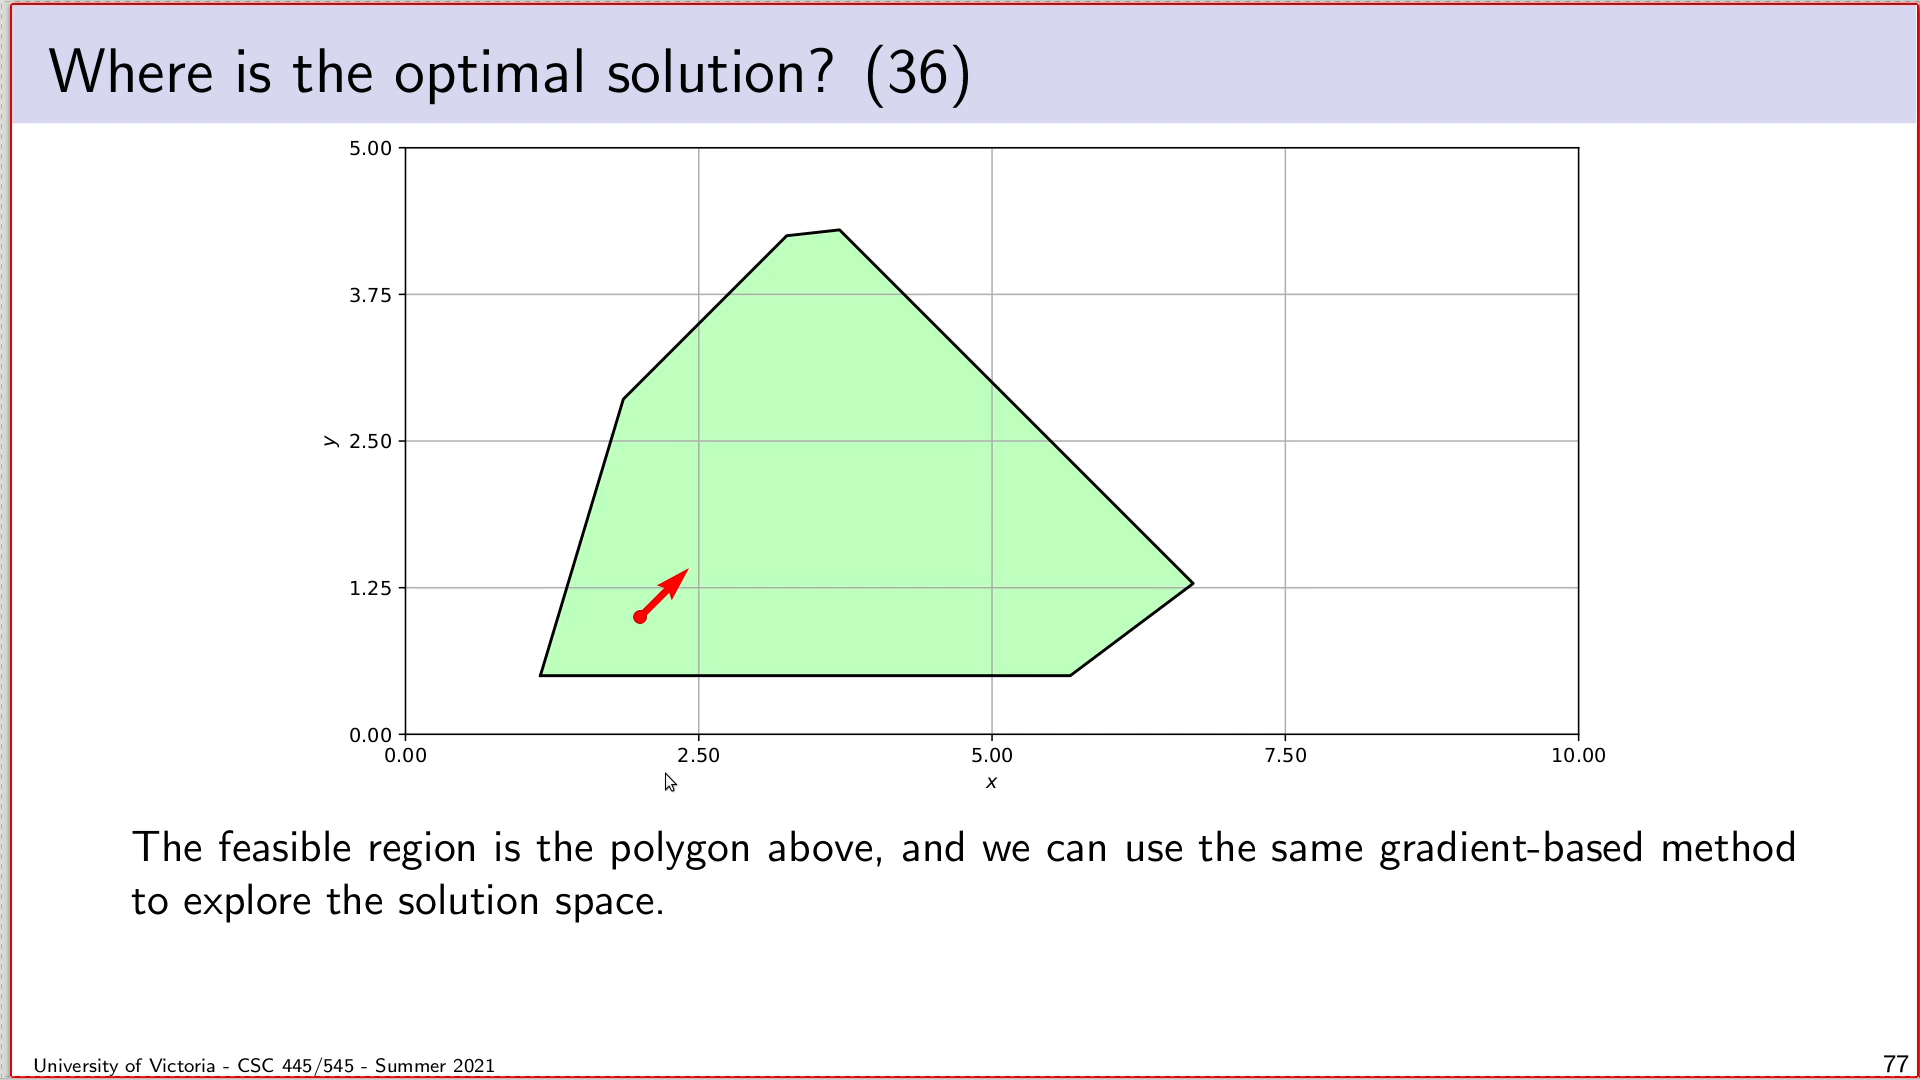 Where is the optimal solution? (36)
5.00
3.75
y 2.50
1.25
0.00
0.00 2.50 5.00 7.50 10.00
x
The feasible region is the polygon above, and we can use the same gradient-based method
to explore the solution space.
University of Victoria - CSC 445/545 - Summer 2021 77